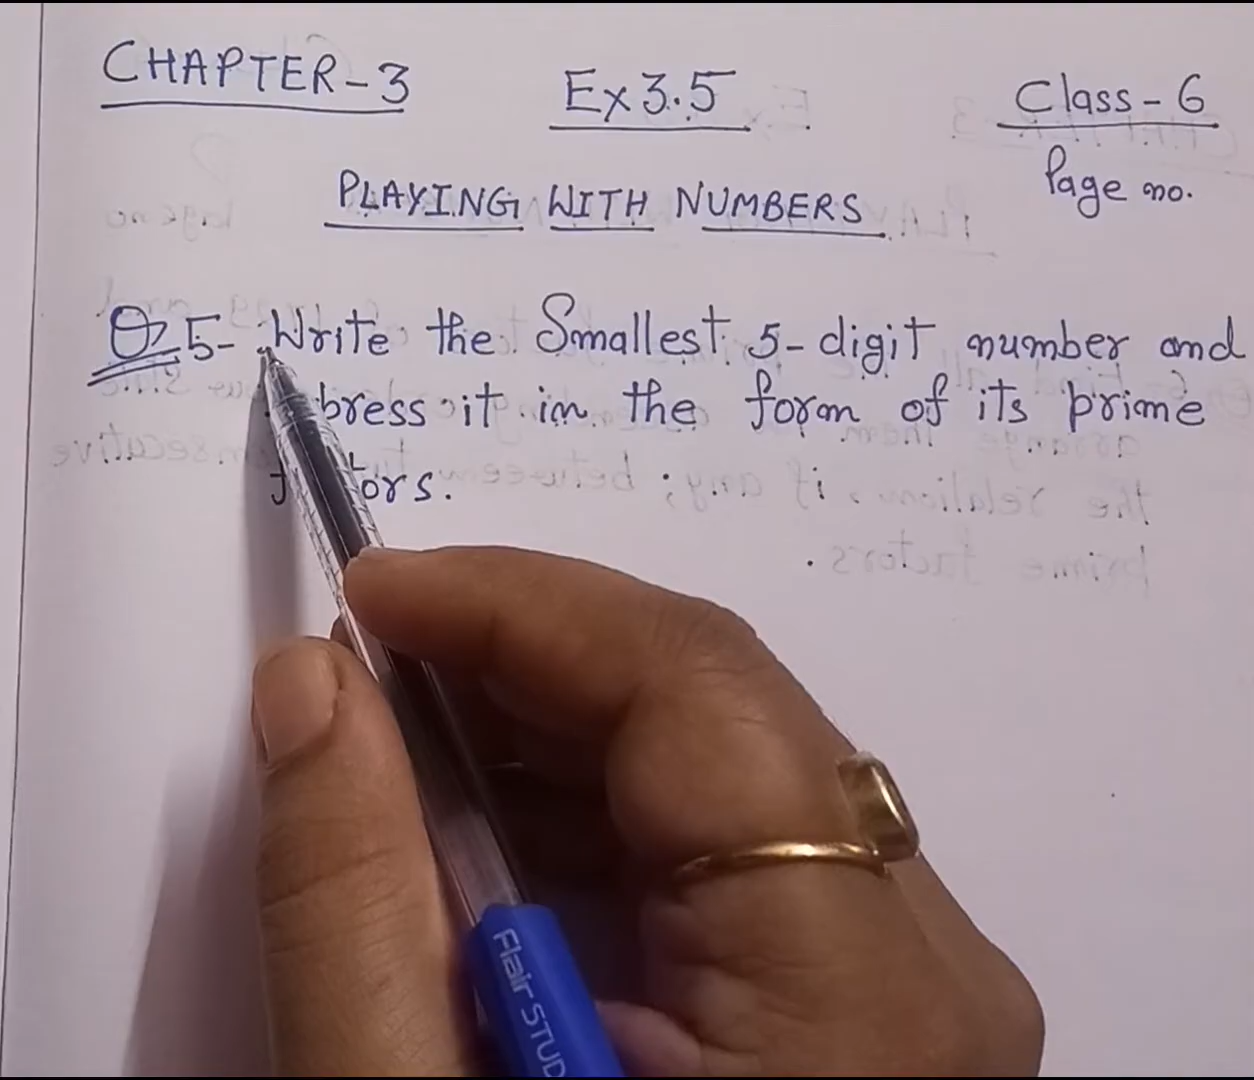 CHAPTER-3 Ex 3.5 Class-6
Page no.
PLAYING WITH NUMBERS
Q 5- Write the Smallest 5-digit number and
press it in the form of its prime
tors.
Flair STUD